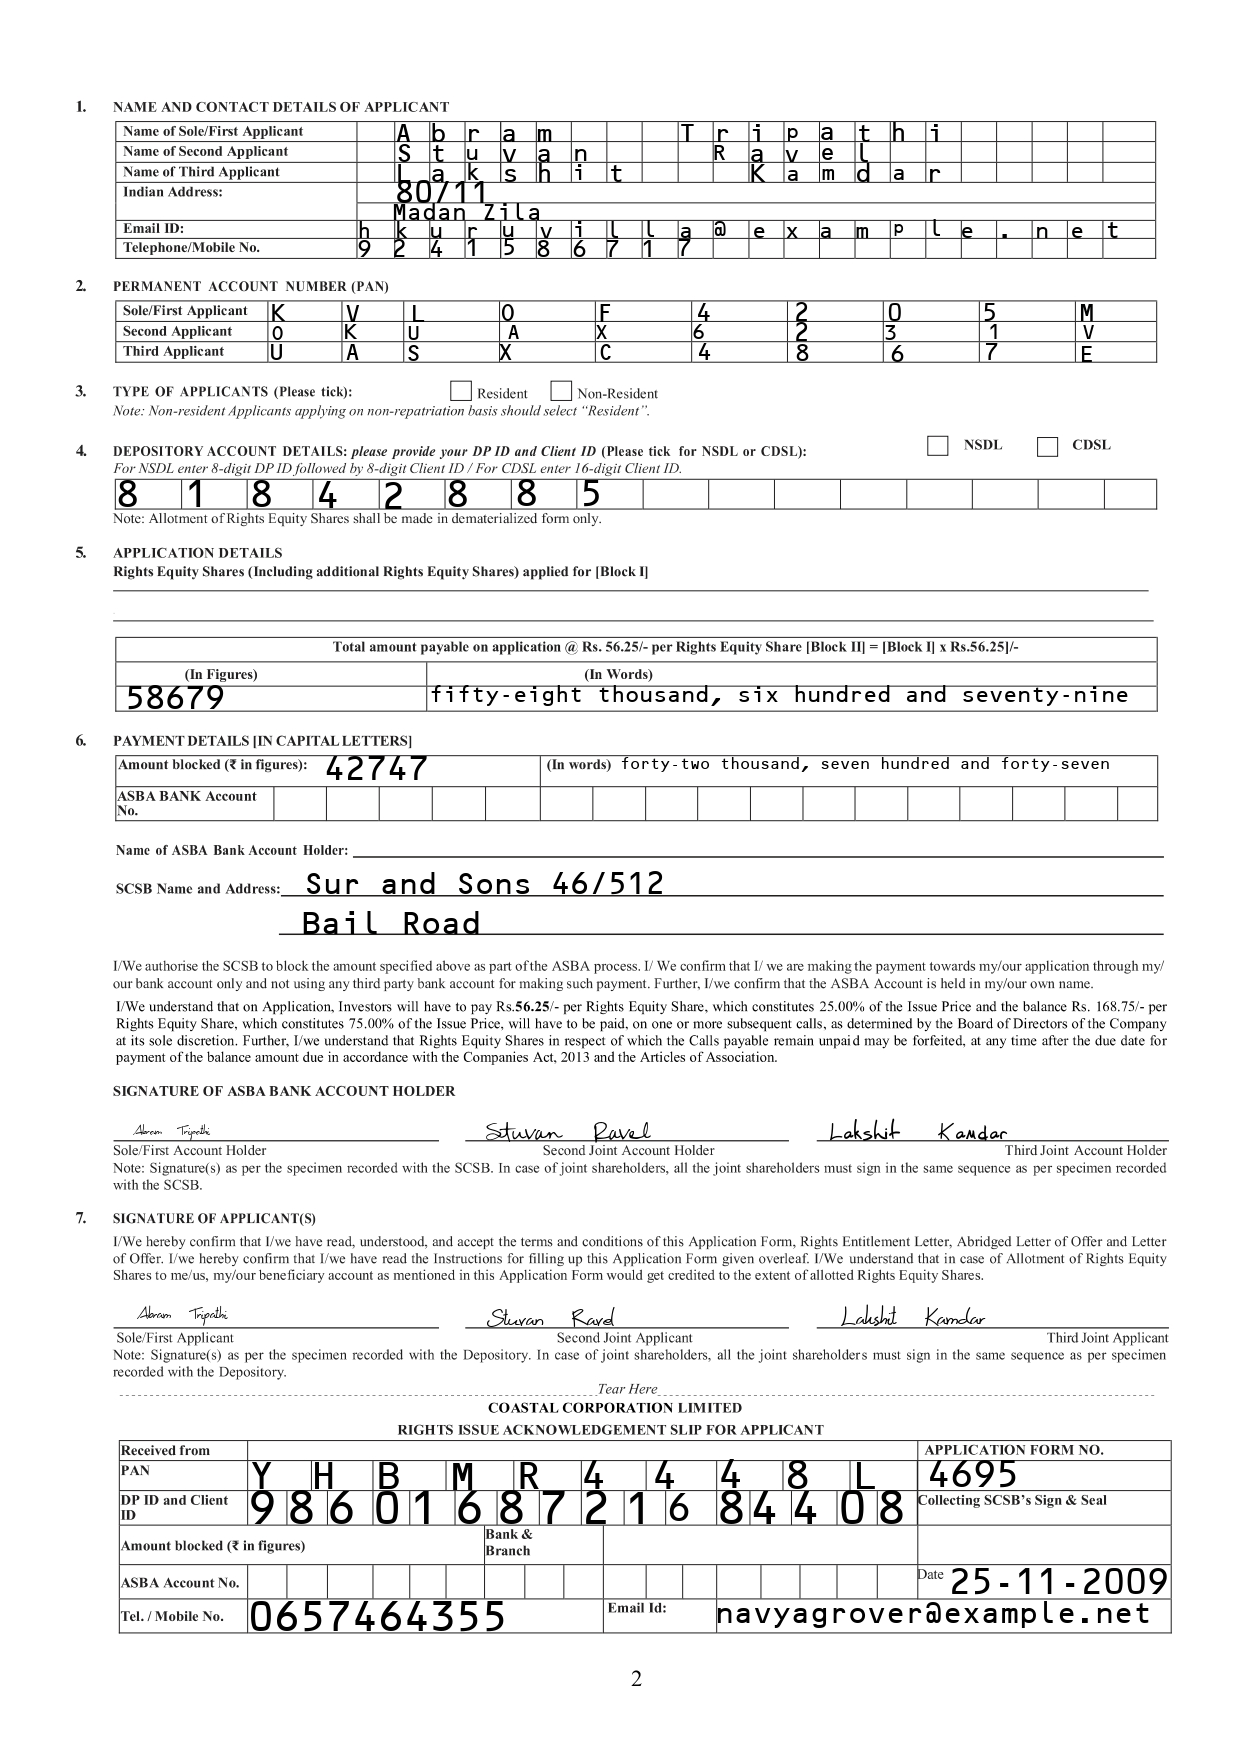 1. NAME AND CONTACT DETAILS OF APPLICANT
Name of Sole/First Applicant Abram Tripathi
Name of Second Applicant Stuvan Ravel
Name of Third Applicant Lakshit Kamdar
Indian Address: 80/11
Madan Zila
Email ID: hkuruvilla@example.net
Telephone/Mobile No. 9241586717
2. PERMANENT ACCOUNT NUMBER (PAN)
Sole/First Applicant KVLOF4205M
Second Applicant OKUAX6231V
Third Applicant UASXC4867E
3. TYPE OF APPLICANTS (Please tick): Resident Non-Resident
Note: Non-resident Applicants applying on non-repatriation basis should select “Resident”.
4. DEPOSITORY ACCOUNT DETAILS: please provide your DP ID and Client ID (Please tick for NSDL or CDSL): NSDL CDSL
For NSDL enter 8-digit DP ID followed by 8-digit Client ID / For CDSL enter 16-digit Client ID.
81842885
Note: Allotment of Rights Equity Shares shall be made in dematerialized form only.
5. APPLICATION DETAILS
Rights Equity Shares (Including additional Rights Equity Shares) applied for [Block I]
Total amount payable on application @ Rs. 56.25/- per Rights Equity Share [Block II] = [Block I] x Rs.56.25]/-
(In Figures) (In Words)
58679 fifty-eight thousand, six hundred and seventy-nine
6. PAYMENT DETAILS [IN CAPITAL LETTERS]
Amount blocked (₹ in figures): 42747 (In words) forty-two thousand, seven hundred and forty-seven
ASBA BANK Account
No.
Name of ASBA Bank Account Holder:
SCSB Name and Address: Sur and Sons 46/512
Bail Road
I/We authorise the SCSB to block the amount specified above as part of the ASBA process. I/ We confirm that I/ we are making the payment towards my/our application through my/
our bank account only and not using any third party bank account for making such payment. Further, I/we confirm that the ASBA Account is held in my/our own name.
I/We understand that on Application, Investors will have to pay Rs.56.25/- per Rights Equity Share, which constitutes 25.00% of the Issue Price and the balance Rs. 168.75/- per
Rights Equity Share, which constitutes 75.00% of the Issue Price, will have to be paid, on one or more subsequent calls, as determined by the Board of Directors of the Company
at its sole discretion. Further, I/we understand that Rights Equity Shares in respect of which the Calls payable remain unpaid may be forfeited, at any time after the due date for
payment of the balance amount due in accordance with the Companies Act, 2013 and the Articles of Association.
SIGNATURE OF ASBA BANK ACCOUNT HOLDER
Abram Tripathi Stuvan Ravel Lakshit Kamdar
Sole/First Account Holder Second Joint Account Holder Third Joint Account Holder
Note: Signature(s) as per the specimen recorded with the SCSB. In case of joint shareholders, all the joint shareholders must sign in the same sequence as per specimen recorded
with the SCSB.
7. SIGNATURE OF APPLICANT(S)
I/We hereby confirm that I/we have read, understood, and accept the terms and conditions of this Application Form, Rights Entitlement Letter, Abridged Letter of Offer and Letter
of Offer. I/we hereby confirm that I/we have read the Instructions for filling up this Application Form given overleaf. I/We understand that in case of Allotment of Rights Equity
Shares to me/us, my/our beneficiary account as mentioned in this Application Form would get credited to the extent of allotted Rights Equity Shares.
Abram Tripathi Stuvan Ravel Lakshit Kamdar
Sole/First Applicant Second Joint Applicant Third Joint Applicant
Note: Signature(s) as per the specimen recorded with the Depository. In case of joint shareholders, all the joint shareholders must sign in the same sequence as per specimen
recorded with the Depository.
Tear Here
COASTAL CORPORATION LIMITED
RIGHTS ISSUE ACKNOWLEDGEMENT SLIP FOR APPLICANT
Received from APPLICATION FORM NO.
PAN YHBMR4448L 4695
DP ID and Client
ID 9860168721684408 Collecting SCSB’s Sign & Seal
Amount blocked (₹ in figures) Bank &
Branch
ASBA Account No. Date 25-11-2009
Tel. / Mobile No. 0657464355 Email Id: navyagrover@example.net
2